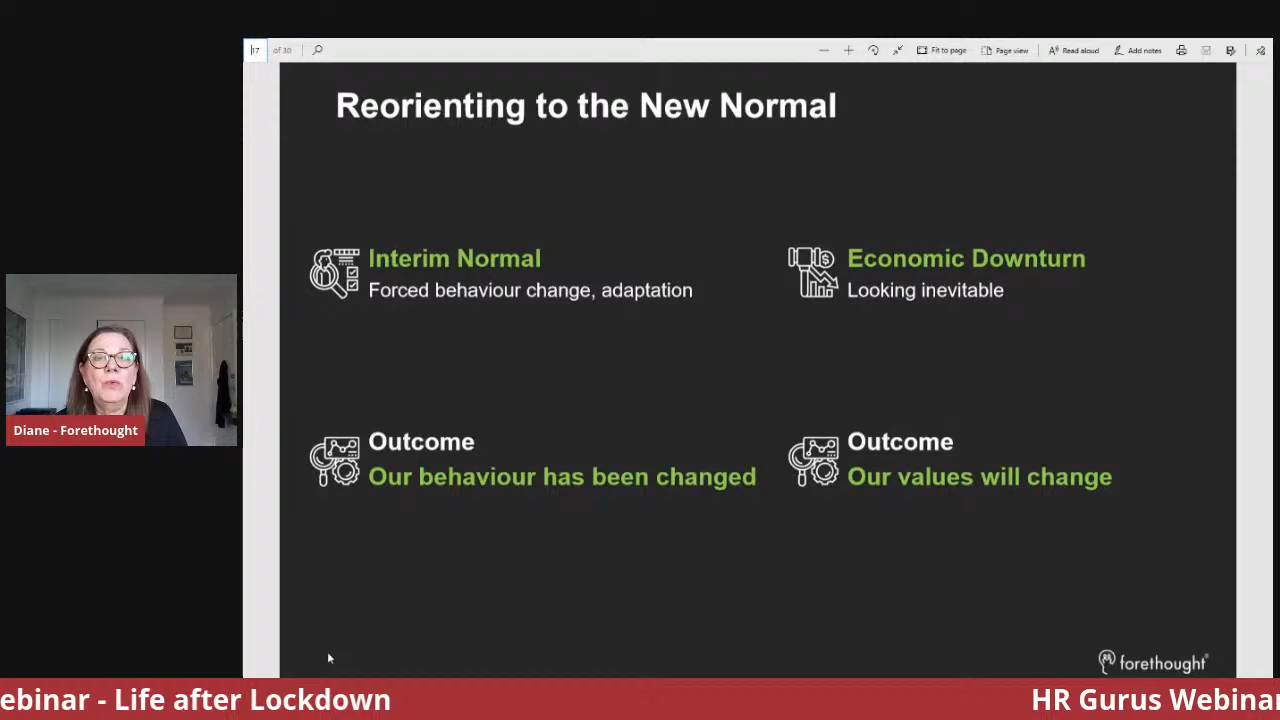 17 of 30
Fit to page
Page view
Read aloud
Add notes
Reorienting to the New Normal
Interim Normal
Forced behaviour change, adaptation
Economic Downturn
Looking inevitable
Outcome
Our behaviour has been changed
Outcome
Our values will change
forethought®
Diane - Forethought
ebinar - Life after Lockdown
HR Gurus Webinar